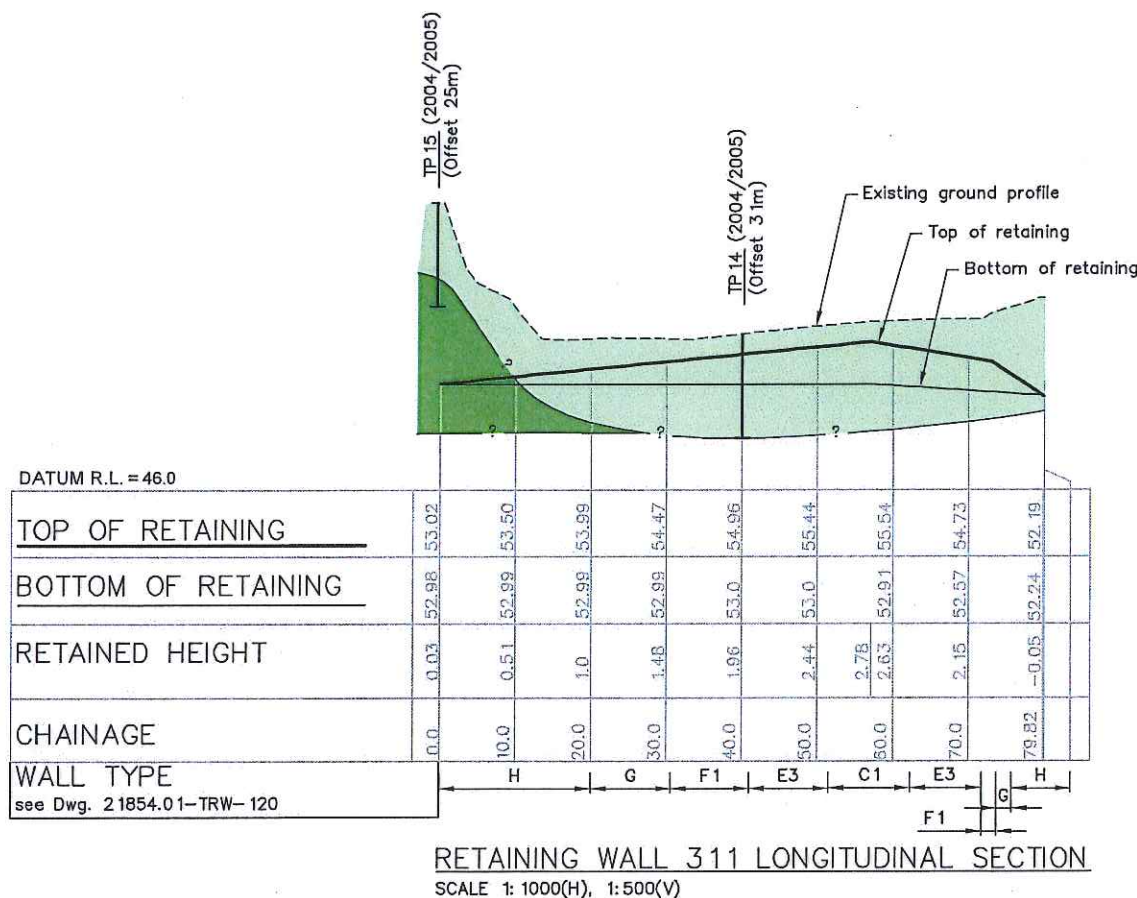 TP15 (2004/2005)
(Offset 25m)
TP14 (2004/2005)
(Offset 31m)
Existing ground profile
Top of retaining
Bottom of retaining
?
? ? ?
DATUM R.L. = 46.0
TOP OF RETAINING 53.02 53.50 53.99 54.47 54.96 55.44 55.54 54.73 52.19
BOTTOM OF RETAINING 52.98 52.99 52.99 52.99 53.0 53.0 52.91 52.57 52.24
RETAINED HEIGHT 0.03 0.51 1.0 1.48 1.96 2.44 2.78 2.63 2.15 -0.05
CHAINAGE 0.0 10.0 20.0 30.0 40.0 50.0 60.0 70.0 79.82
WALL TYPE H G F1 E3 C1 E3 H
see Dwg. 21854.01-TRW-120
G
F1
RETAINING WALL 311 LONGITUDINAL SECTION
SCALE 1: 1000(H), 1:500(V)